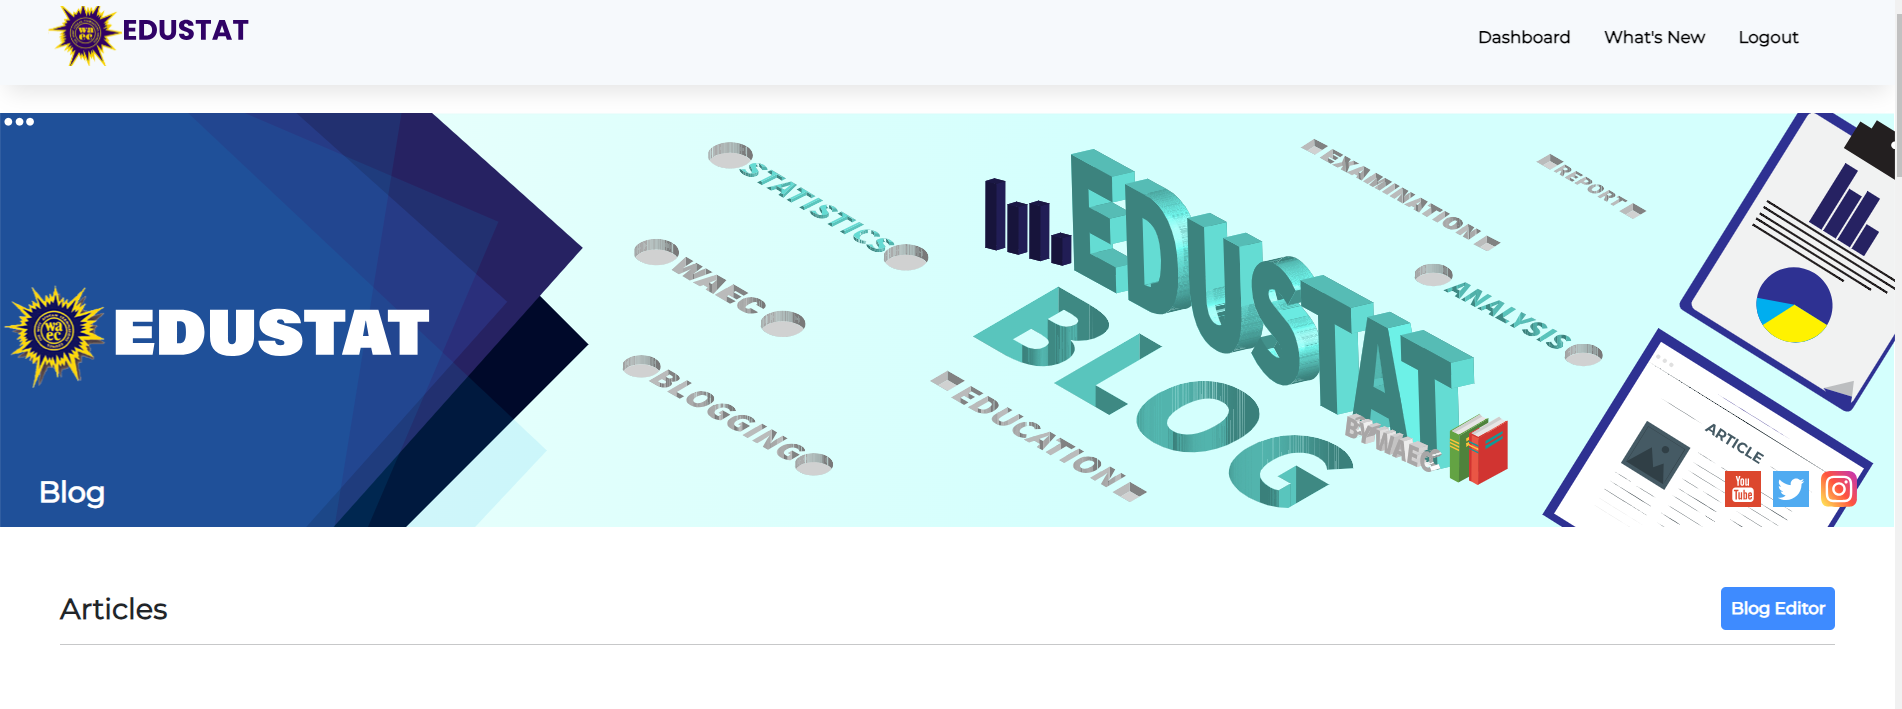 EDUSTAT
Dashboard
What's New
Logout
STATISTICS
EXAMINATION
REPORT
WAEC
EDUSTAT
ANALYSIS
waec
EDUSTAT
BLOG
BLOGGING
EDUCATION
BY WAEC
ARTICLE
You
Tube
Blog
Articles
Blog Editor